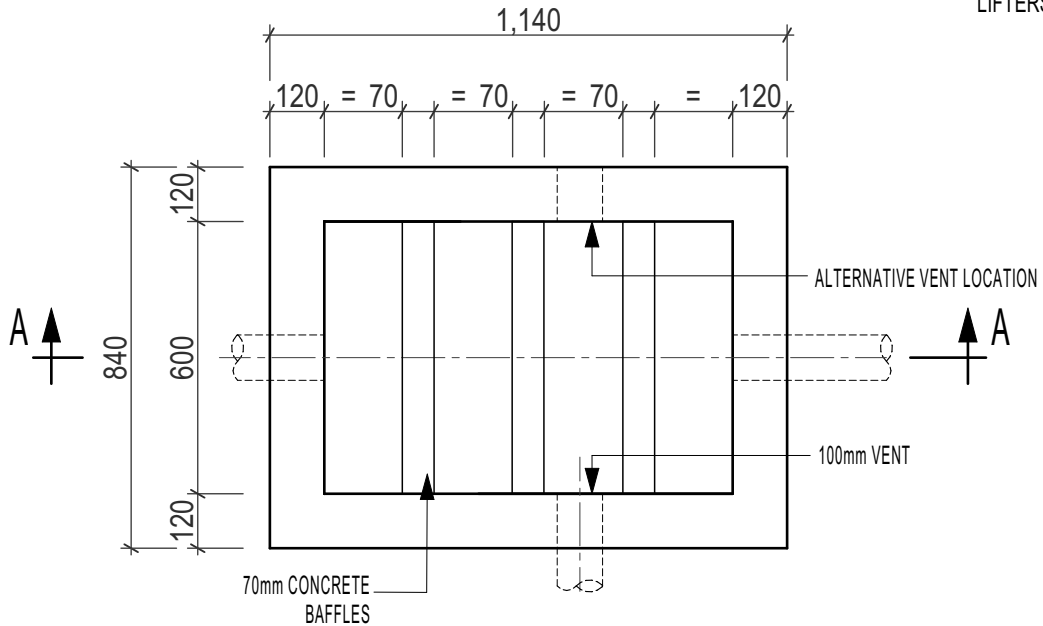 LIFTERS
1,140
120 = 70 = 70 = 70 = 120
120
ALTERNATIVE VENT LOCATION
A
A
840
600
100mm VENT
120
70mm CONCRETE
BAFFLES